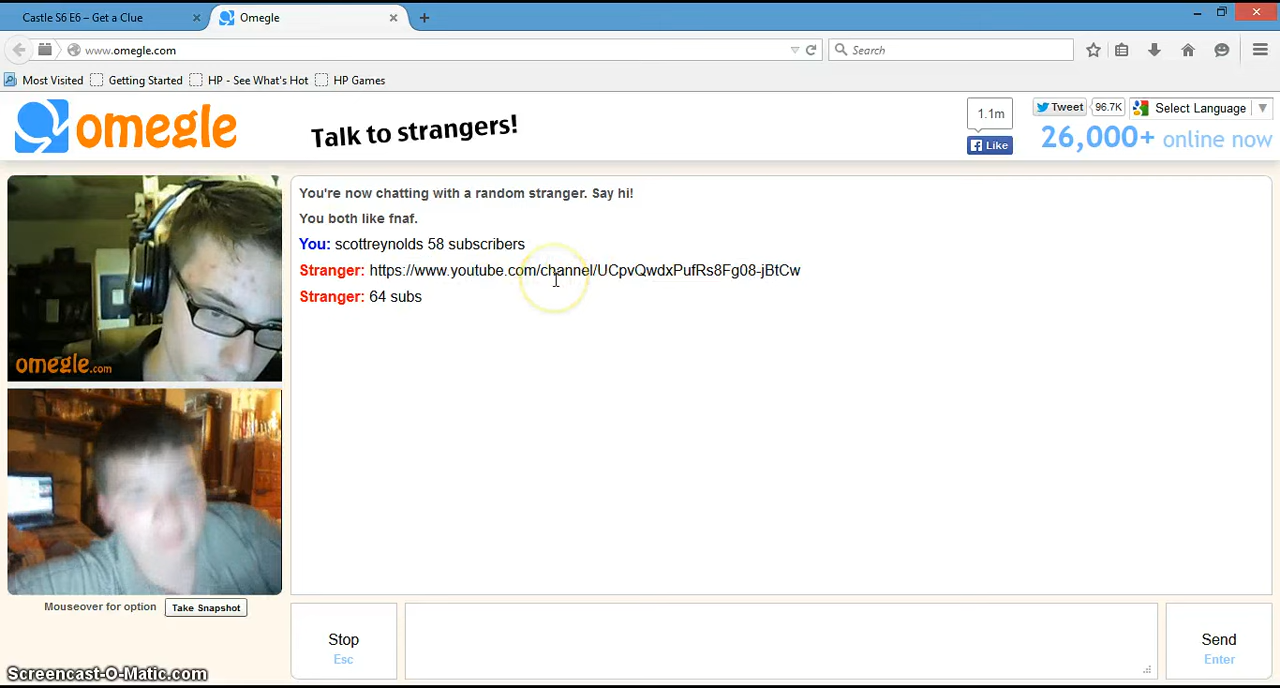 Castle S6 E6 – Get a Clue
Omegle
www.omegle.com
Search
Most Visited Getting Started HP - See What's Hot HP Games
omegle
Talk to strangers!
1.1m
Like
Tweet 96.7K Select Language
26,000+ online now
You're now chatting with a random stranger. Say hi!
You both like fnaf.
You: scottreynolds 58 subscribers
Stranger: https://www.youtube.com/channel/UCpvQwdxPufRs8Fg08-jBtCw
Stranger: 64 subs
omegle.com
Mouseover for option Take Snapshot
Stop
Esc
Send
Enter
Screencast-O-Matic.com